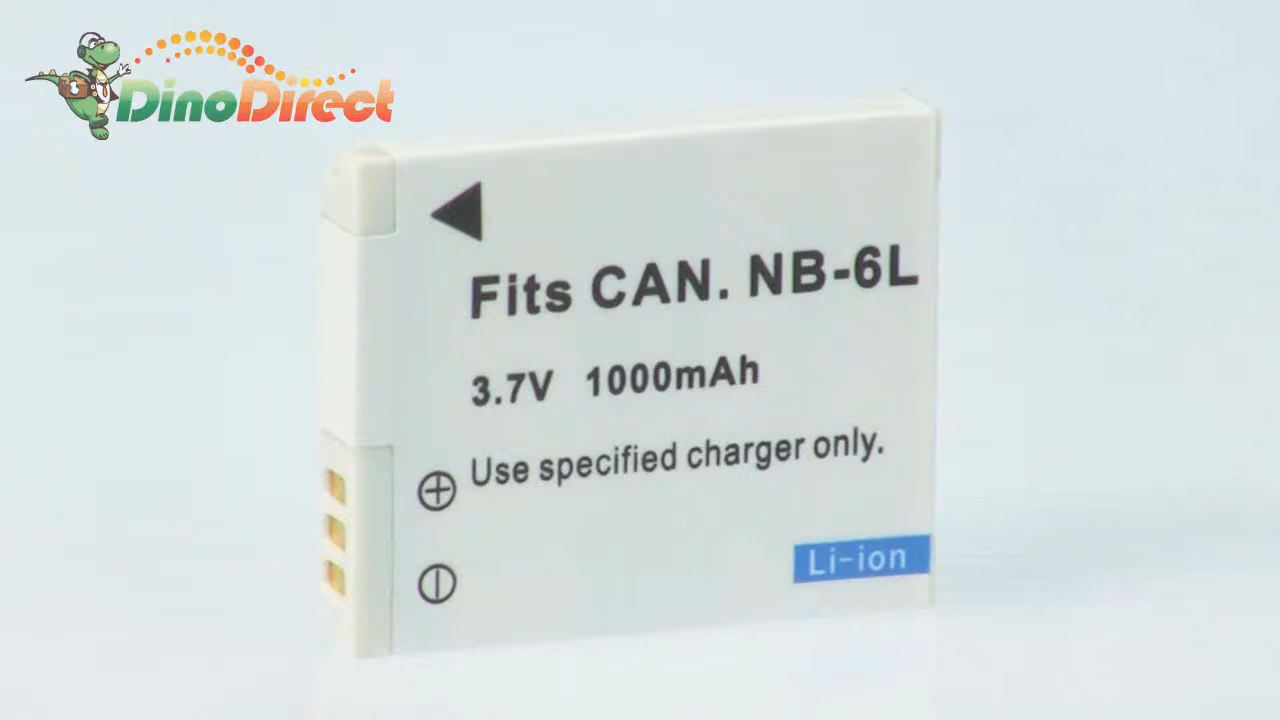 DinoDirect
Fits CAN. NB-6L
3.7V 1000mAh
Use specified charger only.
Li-ion